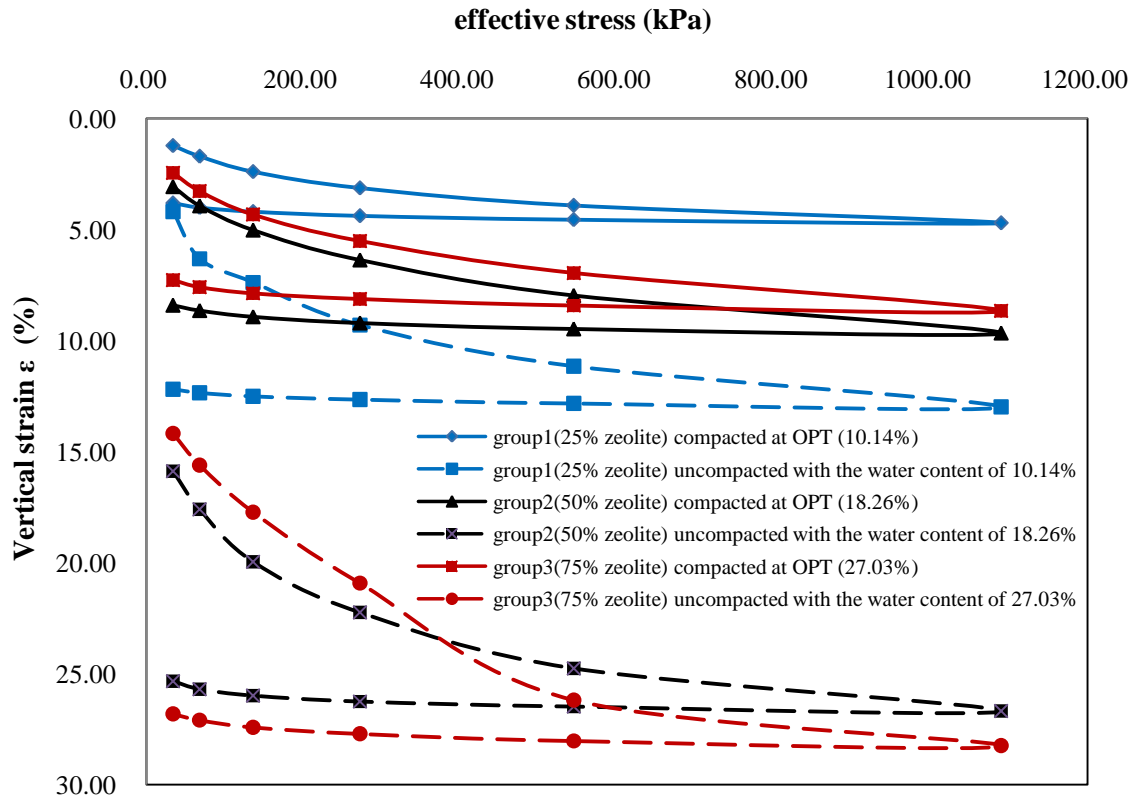 effective stress (kPa)
0.00 200.00 400.00 600.00 800.00 1000.00 1200.00
0.00
5.00
10.00
15.00
20.00
25.00
30.00
Vertical strain ε (%)
group1(25% zeolite) compacted at OPT (10.14%)
group1(25% zeolite) uncompacted with the water content of 10.14%
group2(50% zeolite) compacted at OPT (18.26%)
group2(50% zeolite) uncompacted with the water content of 18.26%
group3(75% zeolite) compacted at OPT (27.03%)
group3(75% zeolite) uncompacted with the water content of 27.03%